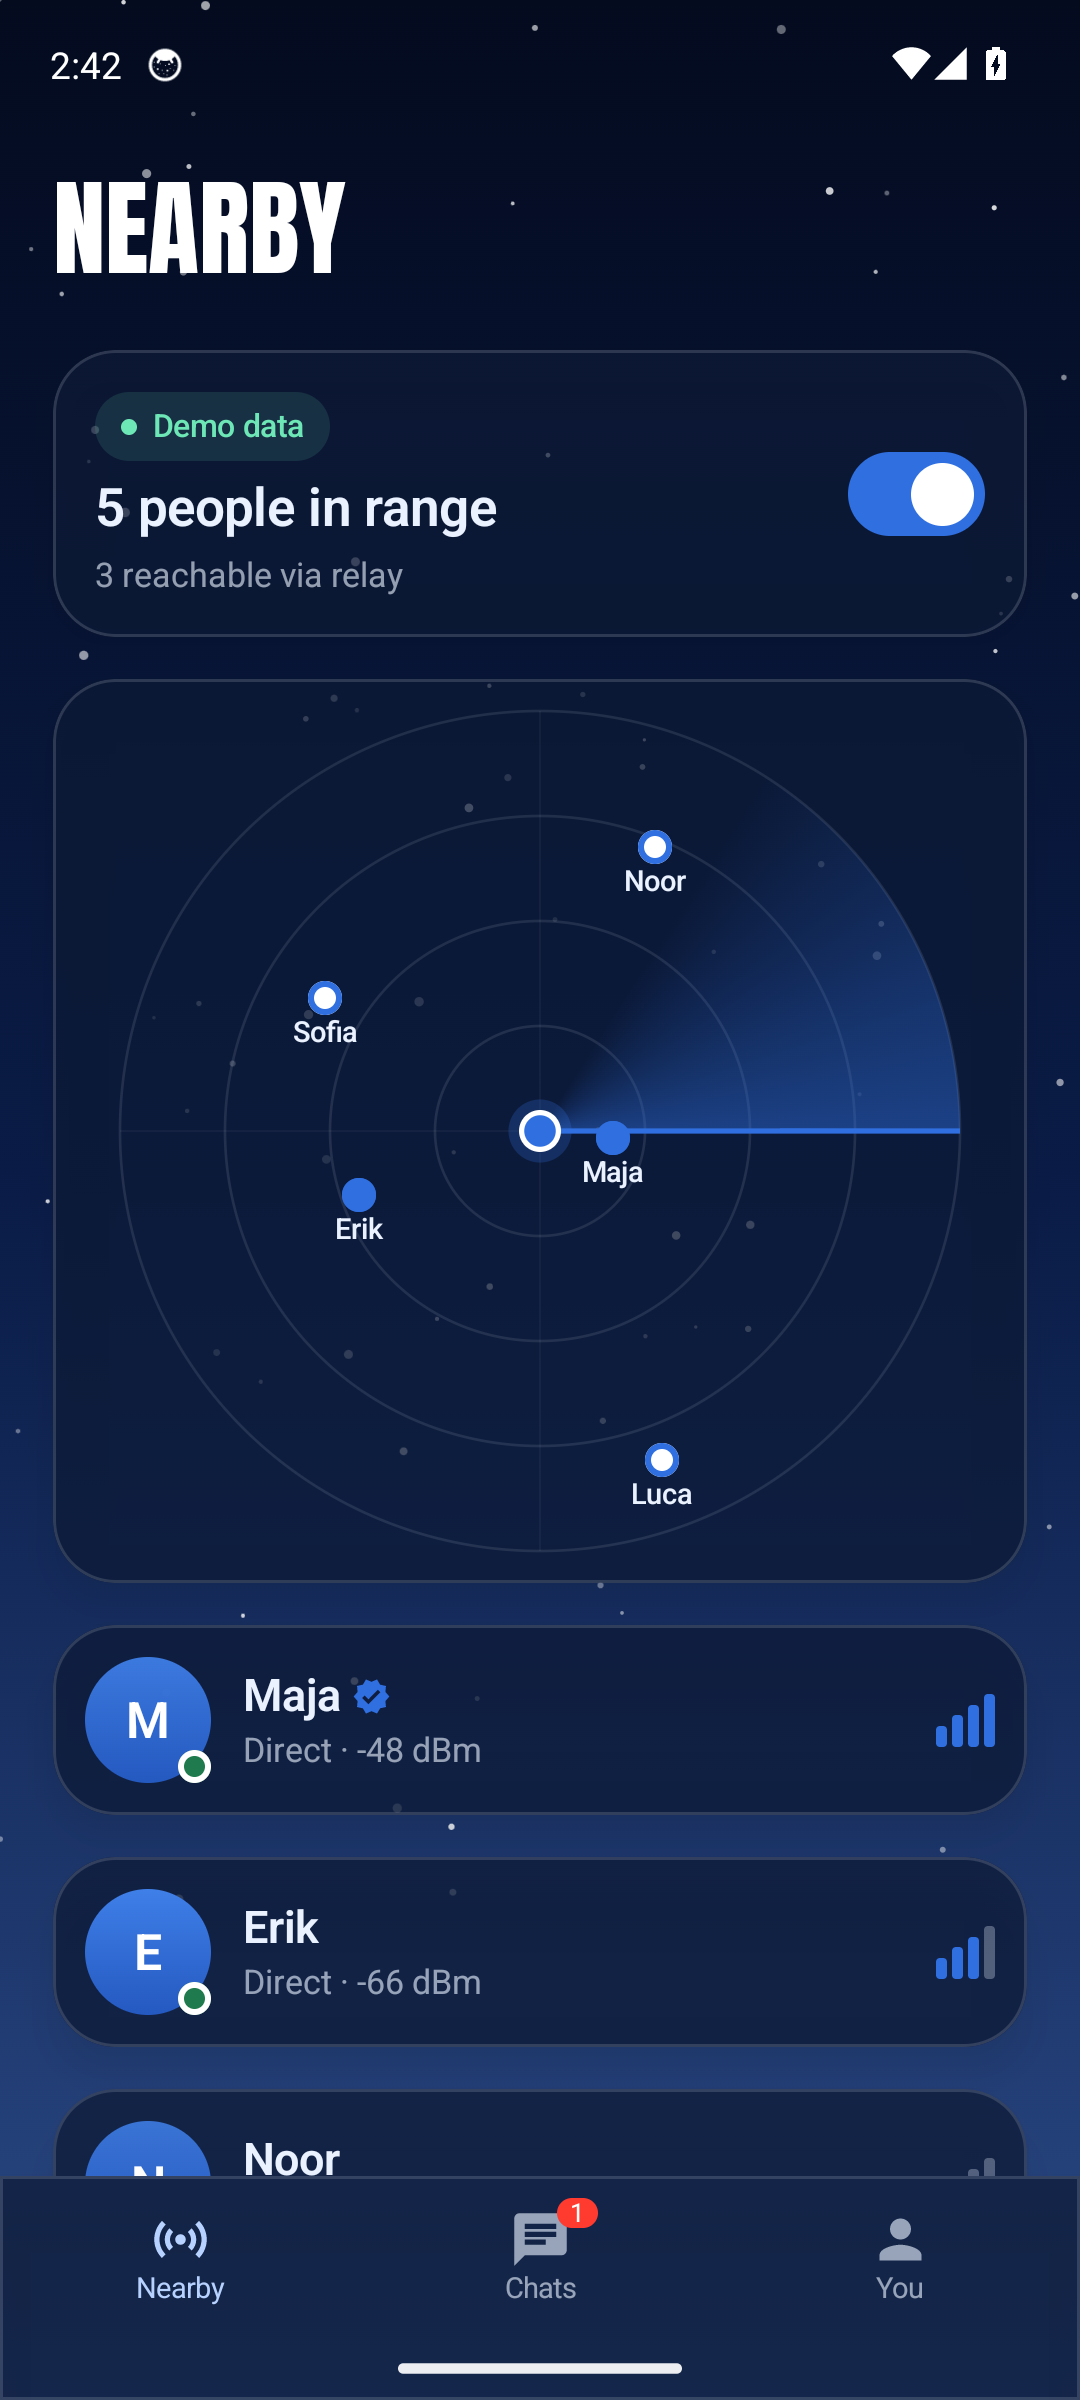 2:42
NEARBY
Demo data
5 people in range
3 reachable via relay
Noor
Sofia
Maja
Erik
Luca
M
Maja
Direct · -48 dBm
E
Erik
Direct · -66 dBm
N
Noor
1
Nearby
Chats
You